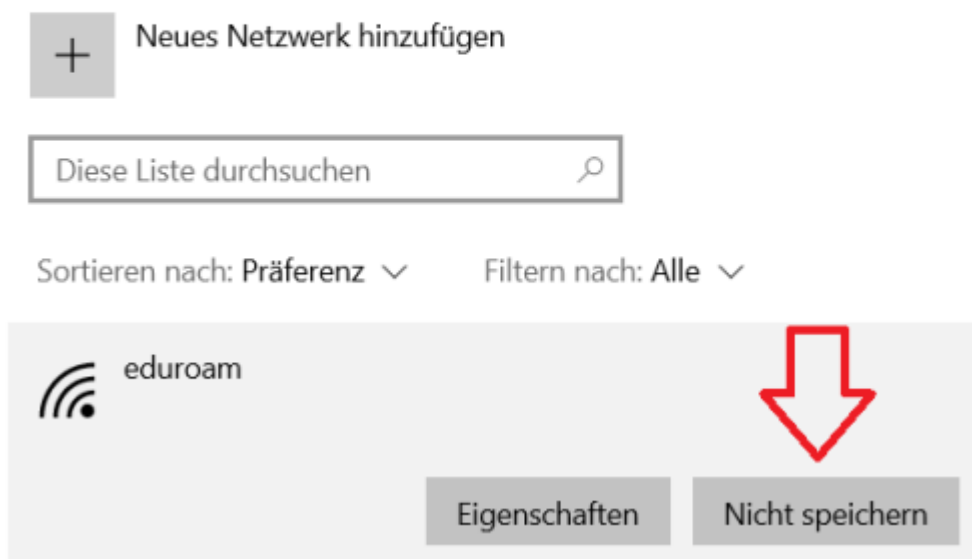 Neues Netzwerk hinzufügen
Diese Liste durchsuchen
Sortieren nach: Präferenz Filtern nach: Alle
eduroam
Eigenschaften Nicht speichern